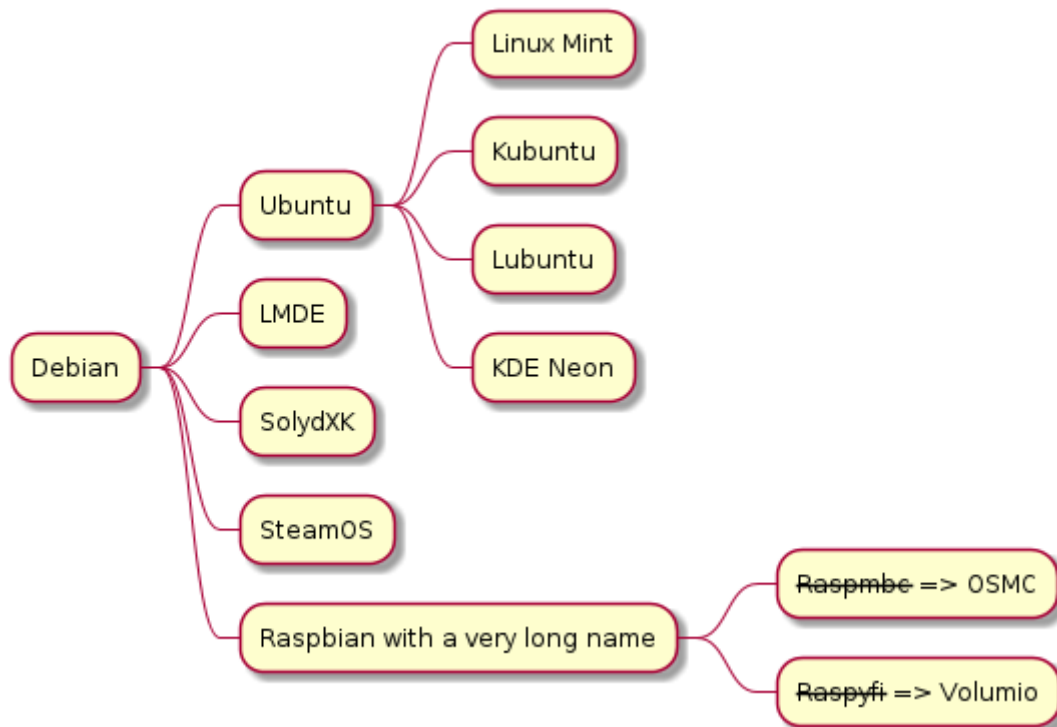 Debian
Ubuntu
Linux Mint
Kubuntu
Lubuntu
KDE Neon
LMDE
SolydXK
SteamOS
Raspbian with a very long name
Raspmbc => OSMC
Raspyfi => Volumio